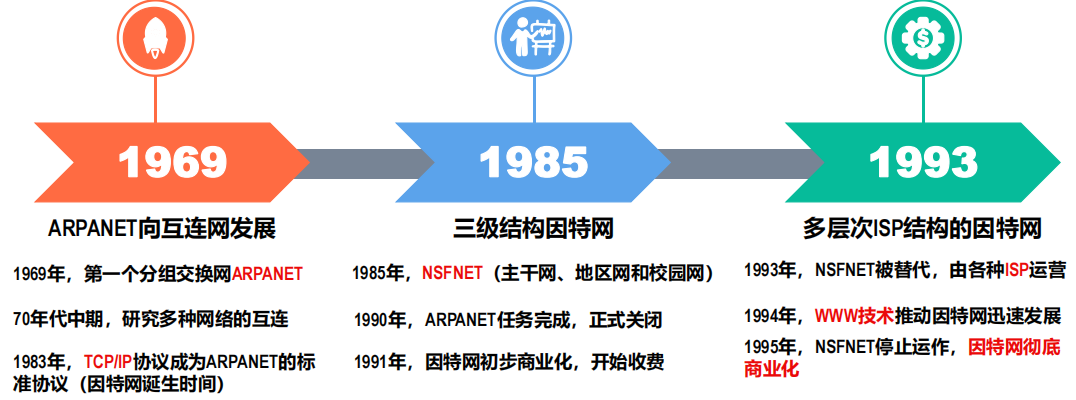 1969
ARPANET向互连网发展
1969年，第一个分组交换网ARPANET
70年代中期，研究多种网络的互连
1983年，TCP/IP协议成为ARPANET的标
准协议（因特网诞生时间）
1985
三级结构因特网
1985年，NSFNET（主干网、地区网和校园网）
1990年，ARPANET任务完成，正式关闭
1991年，因特网初步商业化，开始收费
1993
多层次ISP结构的因特网
1993年，NSFNET被替代，由各种ISP运营
1994年，WWW技术推动因特网迅速发展
1995年，NSFNET停止运作，因特网彻底
商业化